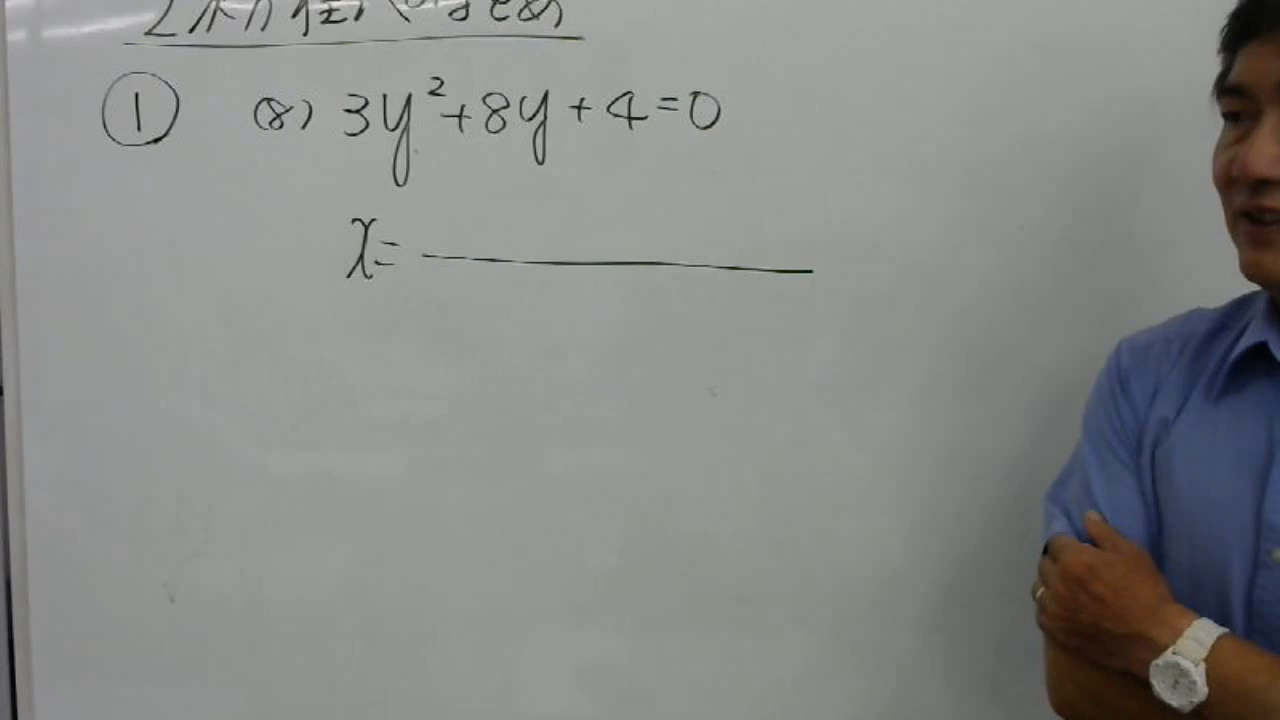 ① (8) 3y²+8y+4=0
x=